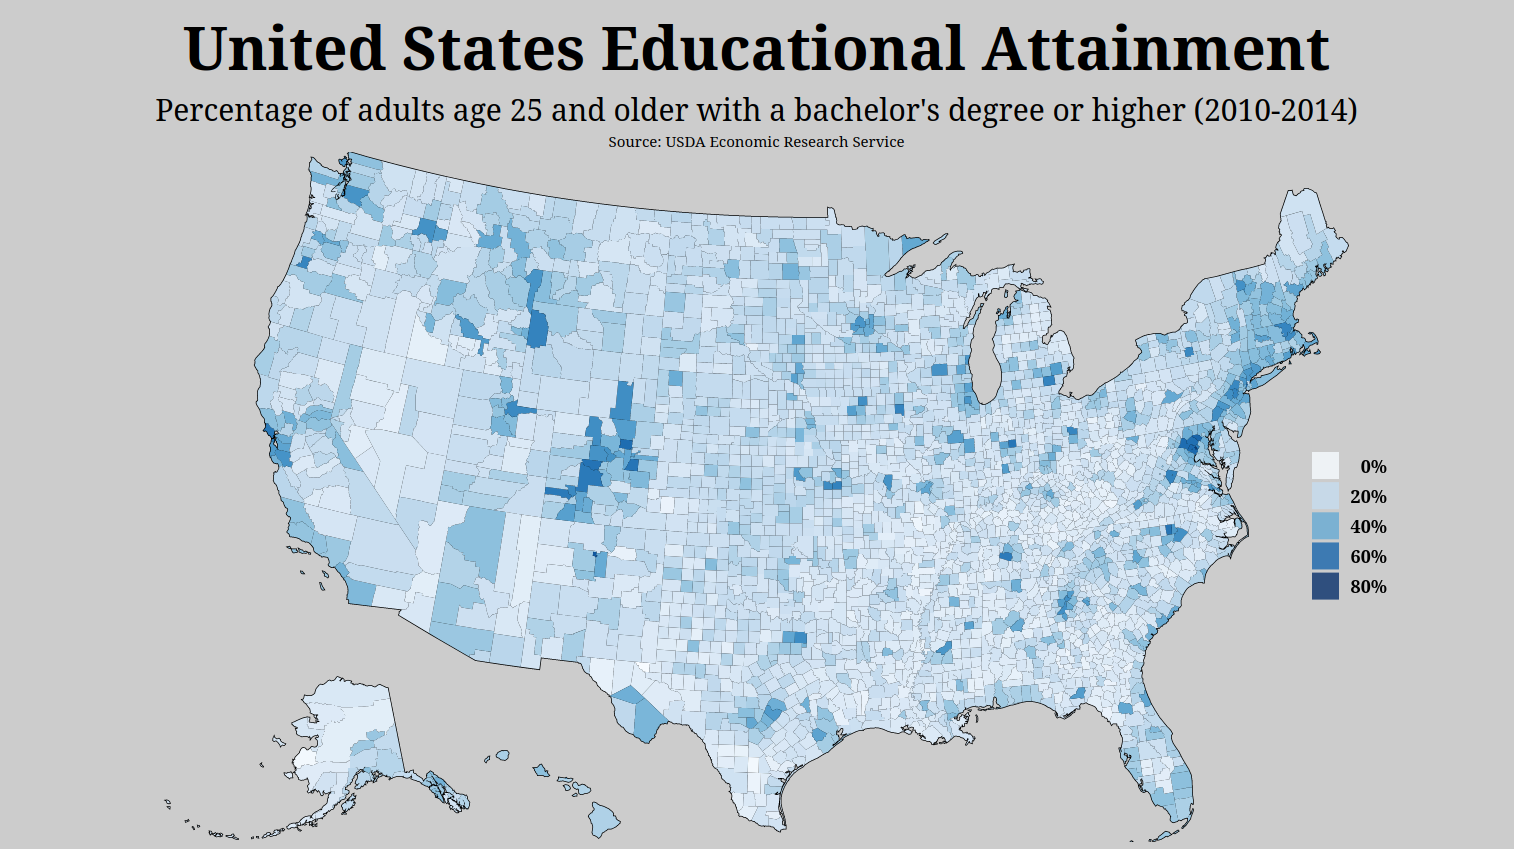 United States Educational Attainment
Percentage of adults age 25 and older with a bachelor's degree or higher (2010-2014)
Source: USDA Economic Research Service
0%
20%
40%
60%
80%